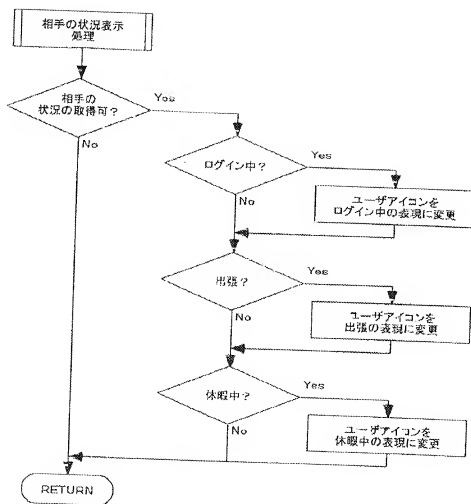 相手の状況表示
処理
相手の
状況の取得可？
Yes
No
ログイン中？
Yes
No
ユーザアイコンを
ログイン中の表現に変更
出張？
Yes
No
ユーザアイコンを
出張の表現に変更
休暇中？
Yes
No
ユーザアイコンを
休暇中の表現に変更
RETURN